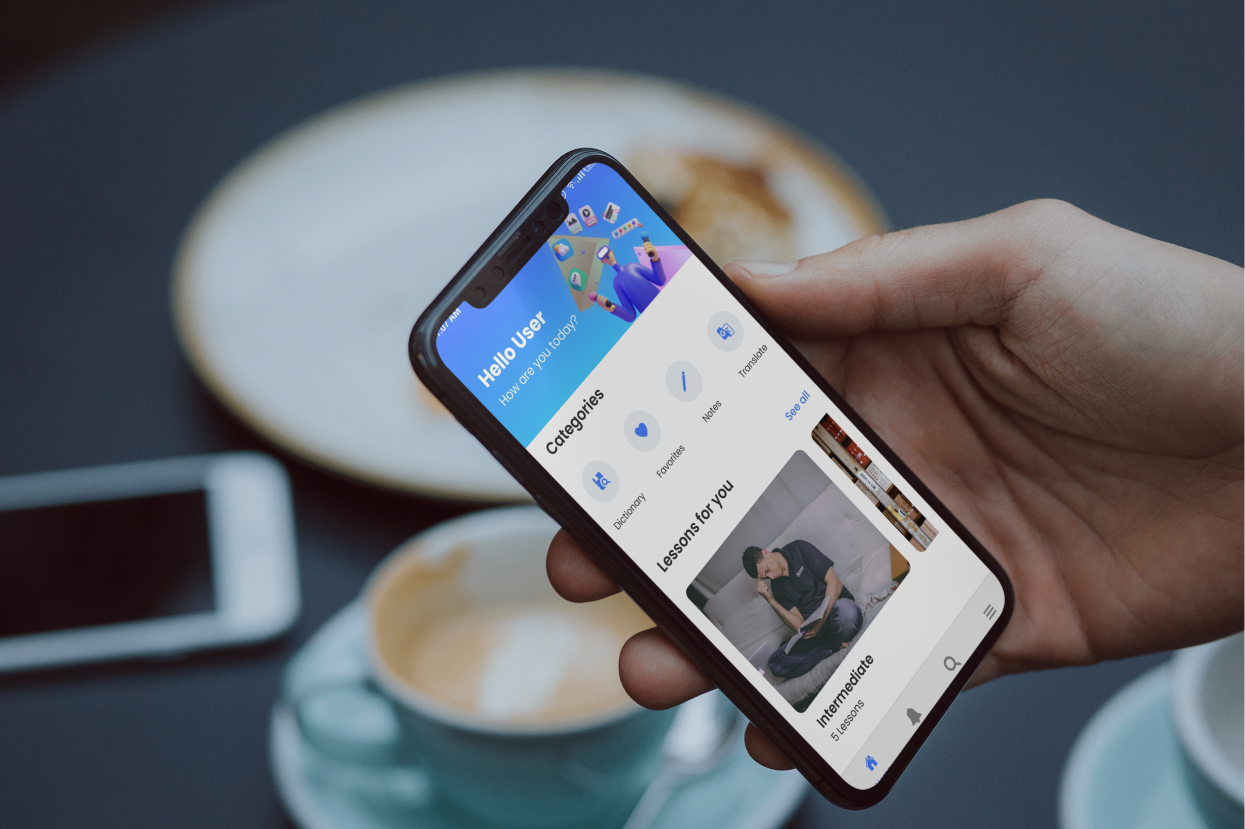 Hello User
How are you today?
Categories
Dictionary
Favorites
Notes
Translate
Lessons for you
See all
Intermediate
5 Lessons